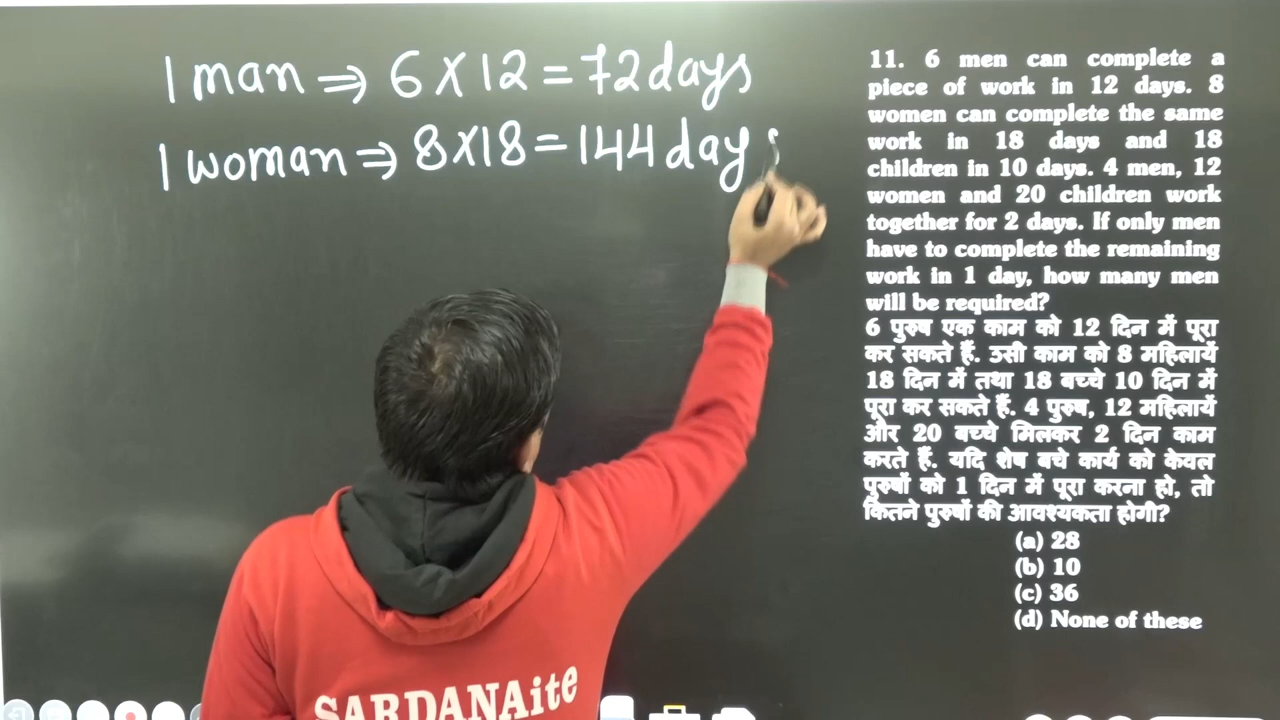 1 man ⇒ 6 X 12 = 72 days
1 woman ⇒ 8 X 18 = 144 days
11. 6 men can complete a
piece of work in 12 days. 8
women can complete the same
work in 18 days and 18
children in 10 days. 4 men, 12
women and 20 children work
together for 2 days. If only men
have to complete the remaining
work in 1 day, how many men
will be required?
6 पुरुष एक काम को 12 दिन में पूरा
कर सकते हैं. उसी काम को 8 महिलायें
18 दिन में तथा 18 बच्चे 10 दिन में
पूरा कर सकते हैं. 4 पुरुष, 12 महिलायें
और 20 बच्चे मिलकर 2 दिन काम
करते हैं. यदि शेष बचे कार्य को केवल
पुरुषों को 1 दिन में पूरा करना हो, तो
कितने पुरुषों की आवश्यकता होगी?
(a) 28
(b) 10
(c) 36
(d) None of these
SARDANAite